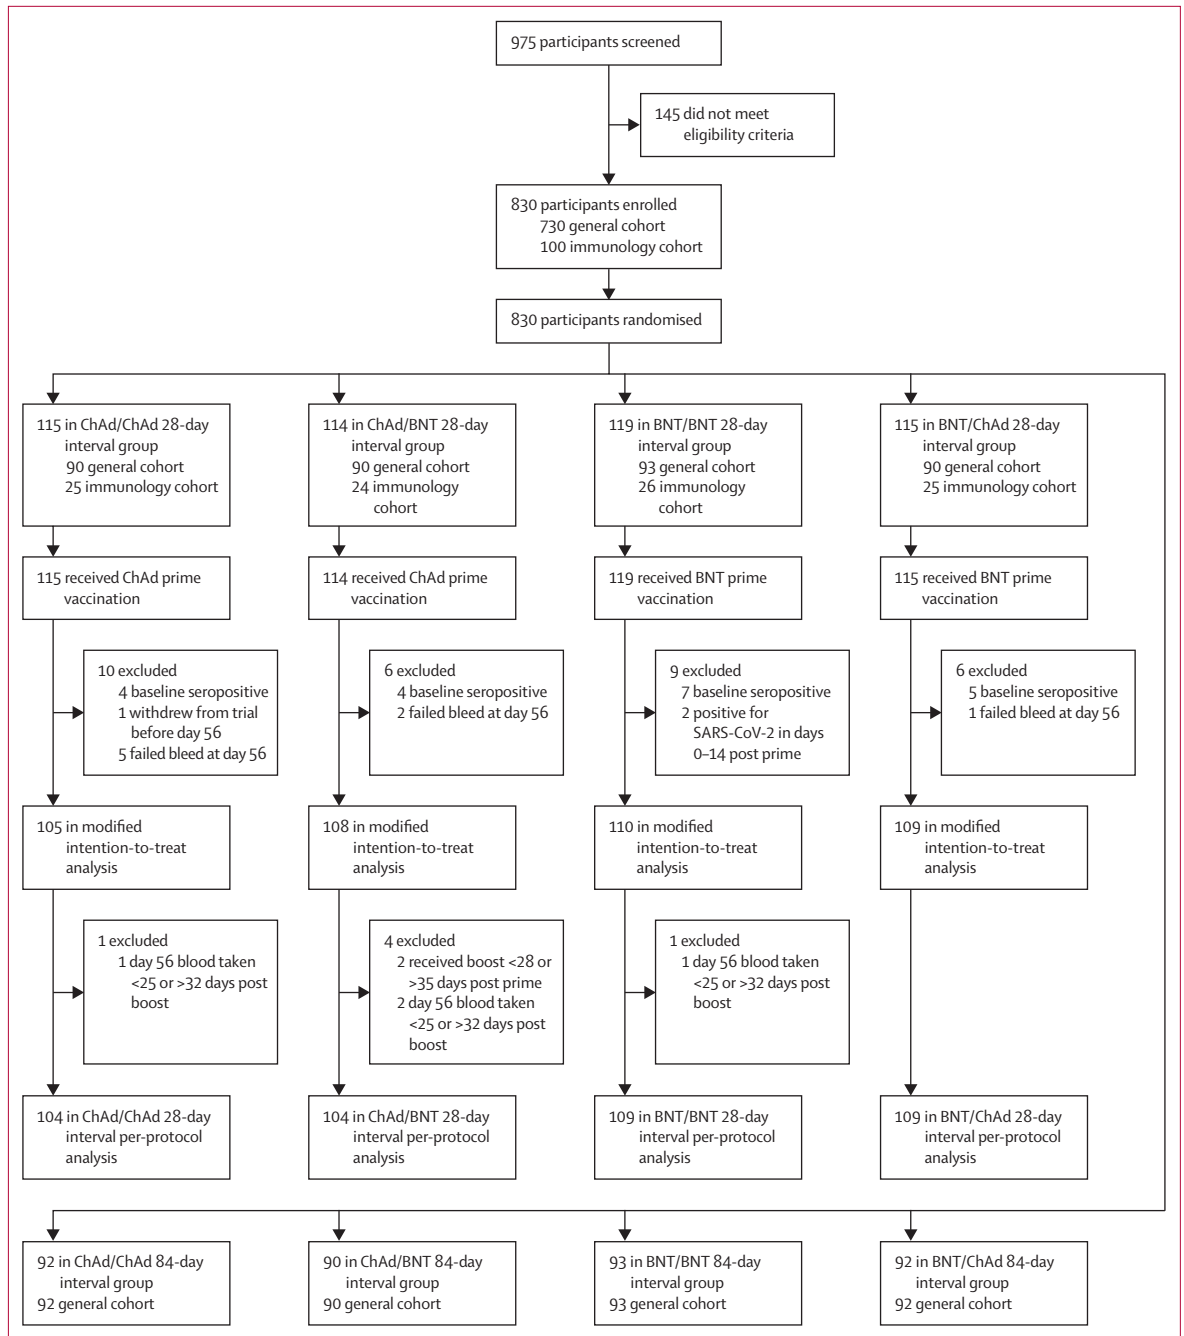 975 participants screened
145 did not meet
eligibility criteria
830 participants enrolled
730 general cohort
100 immunology cohort
830 participants randomised
115 in ChAd/ChAd 28-day
interval group
90 general cohort
25 immunology cohort
114 in ChAd/BNT 28-day
interval group
90 general cohort
24 immunology
cohort
119 in BNT/BNT 28-day
interval group
93 general cohort
26 immunology
cohort
115 in BNT/ChAd 28-day
interval group
90 general cohort
25 immunology cohort
115 received ChAd prime
vaccination
114 received ChAd prime
vaccination
119 received BNT prime
vaccination
115 received BNT prime
vaccination
10 excluded
4 baseline seropositive
1 withdrew from trial
before day 56
5 failed bleed at day 56
6 excluded
4 baseline seropositive
2 failed bleed at day 56
9 excluded
7 baseline seropositive
2 positive for
SARS-CoV-2 in days
0–14 post prime
6 excluded
5 baseline seropositive
1 failed bleed at day 56
105 in modified
intention-to-treat
analysis
108 in modified
intention-to-treat
analysis
110 in modified
intention-to-treat
analysis
109 in modified
intention-to-treat
analysis
1 excluded
1 day 56 blood taken
<25 or >32 days post
boost
4 excluded
2 received boost <28 or
>35 days post prime
2 day 56 blood taken
<25 or >32 days post
boost
1 excluded
1 day 56 blood taken
<25 or >32 days post
boost
104 in ChAd/ChAd 28-day
interval per-protocol
analysis
104 in ChAd/BNT 28-day
interval per-protocol
analysis
109 in BNT/BNT 28-day
interval per-protocol
analysis
109 in BNT/ChAd 28-day
interval per-protocol
analysis
92 in ChAd/ChAd 84-day
interval group
92 general cohort
90 in ChAd/BNT 84-day
interval group
90 general cohort
93 in BNT/BNT 84-day
interval group
93 general cohort
92 in BNT/ChAd 84-day
interval group
92 general cohort